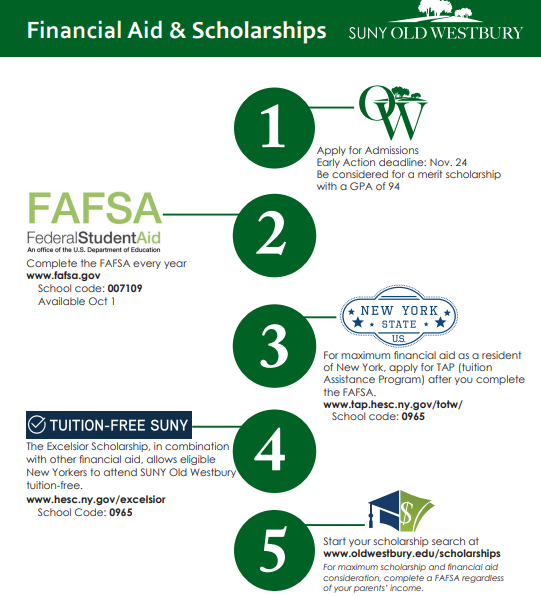 Financial Aid & Scholarships
SUNY OLD WESTBURY
1
OW
Apply for Admissions
Early Action deadline: Nov. 24
Be considered for a merit scholarship
with a GPA of 94
FAFSA
FederalStudentAid
An office of the U.S. Department of Education
2
Complete the FAFSA every year
www.fafsa.gov
School code: 007109
Available Oct 1
3
NEW YORK
STATE
U.S.
For maximum financial aid as a resident
of New York, apply for TAP (tuition
Assistance Program) after you complete
the FAFSA.
www.tap.hesc.ny.gov/totw/
School code: 0965
TUITION-FREE SUNY
4
The Excelsior Scholarship, in combination
with other financial aid, allows eligible
New Yorkers to attend SUNY Old Westbury
tuition-free.
www.hesc.ny.gov/excelsior
School Code: 0965
5
$
Start your scholarship search at
www.oldwestbury.edu/scholarships
For maximum scholarship and financial aid
consideration, complete a FAFSA regardless
of your parents' income.